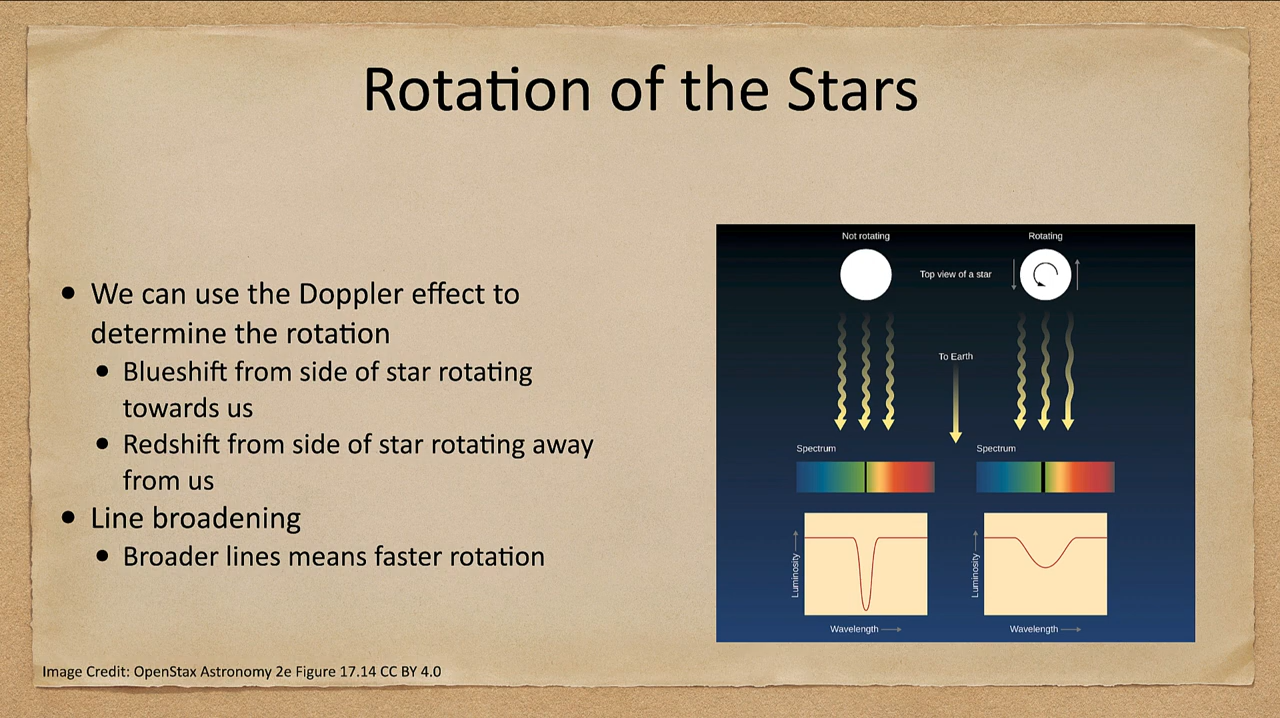 Rotation of the Stars
• We can use the Doppler effect to
determine the rotation
• Blueshift from side of star rotating
towards us
• Redshift from side of star rotating away
from us
• Line broadening
• Broader lines means faster rotation
Not rotating
Rotating
Top view of a star
To Earth
Spectrum
Spectrum
Luminosity
Luminosity
Wavelength
Wavelength
Image Credit: OpenStax Astronomy 2e Figure 17.14 CC BY 4.0